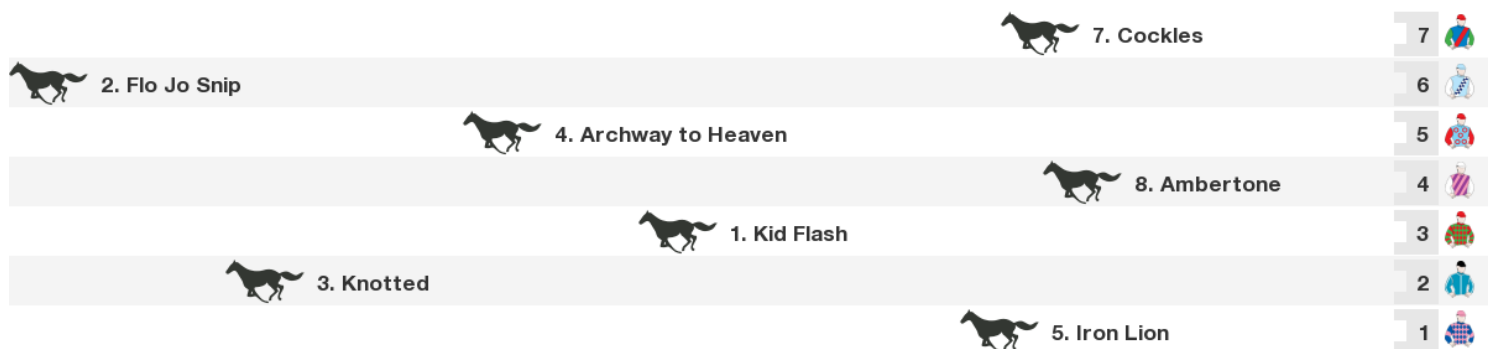 7. Cockles 7
2. Flo Jo Snip 6
4. Archway to Heaven 5
8. Ambertone 4
1. Kid Flash 3
3. Knotted 2
5. Iron Lion 1